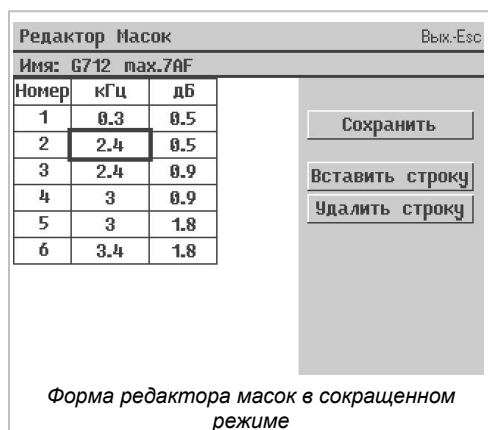 Редактор Масок Вых.-Esc
Имя: G712 max.7AF
Номер кГц дБ
1 0.3 0.5
2 2.4 0.5
3 2.4 0.9
4 3 0.9
5 3 1.8
6 3.4 1.8
Сохранить
Вставить строку
Удалить строку
Форма редактора масок в сокращенном
режиме